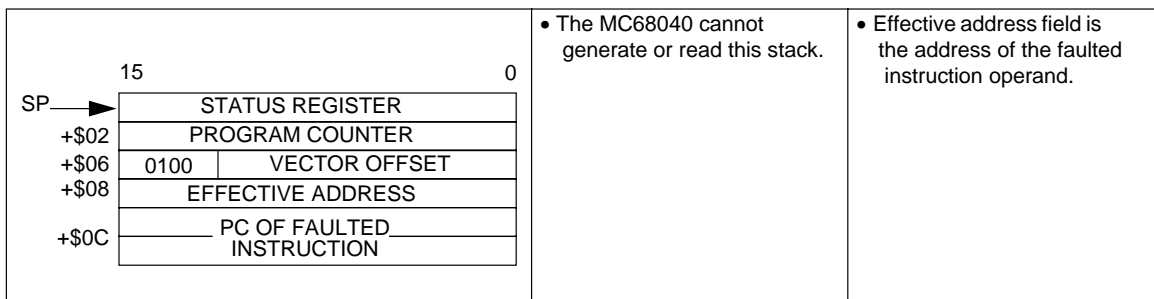 • The MC68040 cannot
generate or read this stack.
• Effective address field is
the address of the faulted
instruction operand.
15 0
SP STATUS REGISTER
+$02 PROGRAM COUNTER
+$06 0100 VECTOR OFFSET
+$08 EFFECTIVE ADDRESS
+$0C PC OF FAULTED
INSTRUCTION